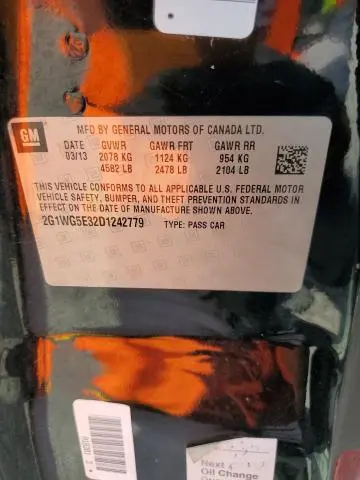 GM
MFD BY GENERAL MOTORS OF CANADA LTD.
DATE GVWR GAWR FRT GAWR RR
03/13 2078 KG 1124 KG 954 KG
4582 LB 2478 LB 2104 LB
THIS VEHICLE CONFORMS TO ALL APPLICABLE U.S. FEDERAL MOTOR
VEHICLE SAFETY, BUMPER, AND THEFT PREVENTION STANDARDS IN
EFFECT ON THE DATE OF MANUFACTURE SHOWN ABOVE.
2G1WG5E32D1242779 TYPE: PASS CAR
Next
Oil Change